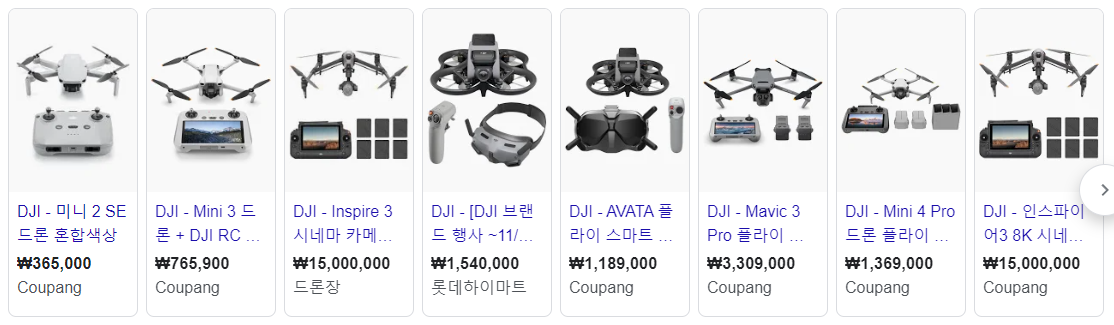 DJI - 미니 2 SE
드론 혼합색상
₩365,000
Coupang
DJI - Mini 3 드
론 + DJI RC ...
₩765,900
Coupang
DJI - Inspire 3
시네마 카메...
₩15,000,000
드론장
DJI - [DJI 브랜
드 행사 ~11/...
₩1,540,000
롯데하이마트
DJI - AVATA 플
라이 스마트 ...
₩1,189,000
Coupang
DJI - Mavic 3
Pro 플라이 ...
₩3,309,000
Coupang
DJI - Mini 4 Pro
드론 플라이 ...
₩1,369,000
Coupang
DJI - 인스파이
어3 8K 시네...
₩15,000,000
Coupang